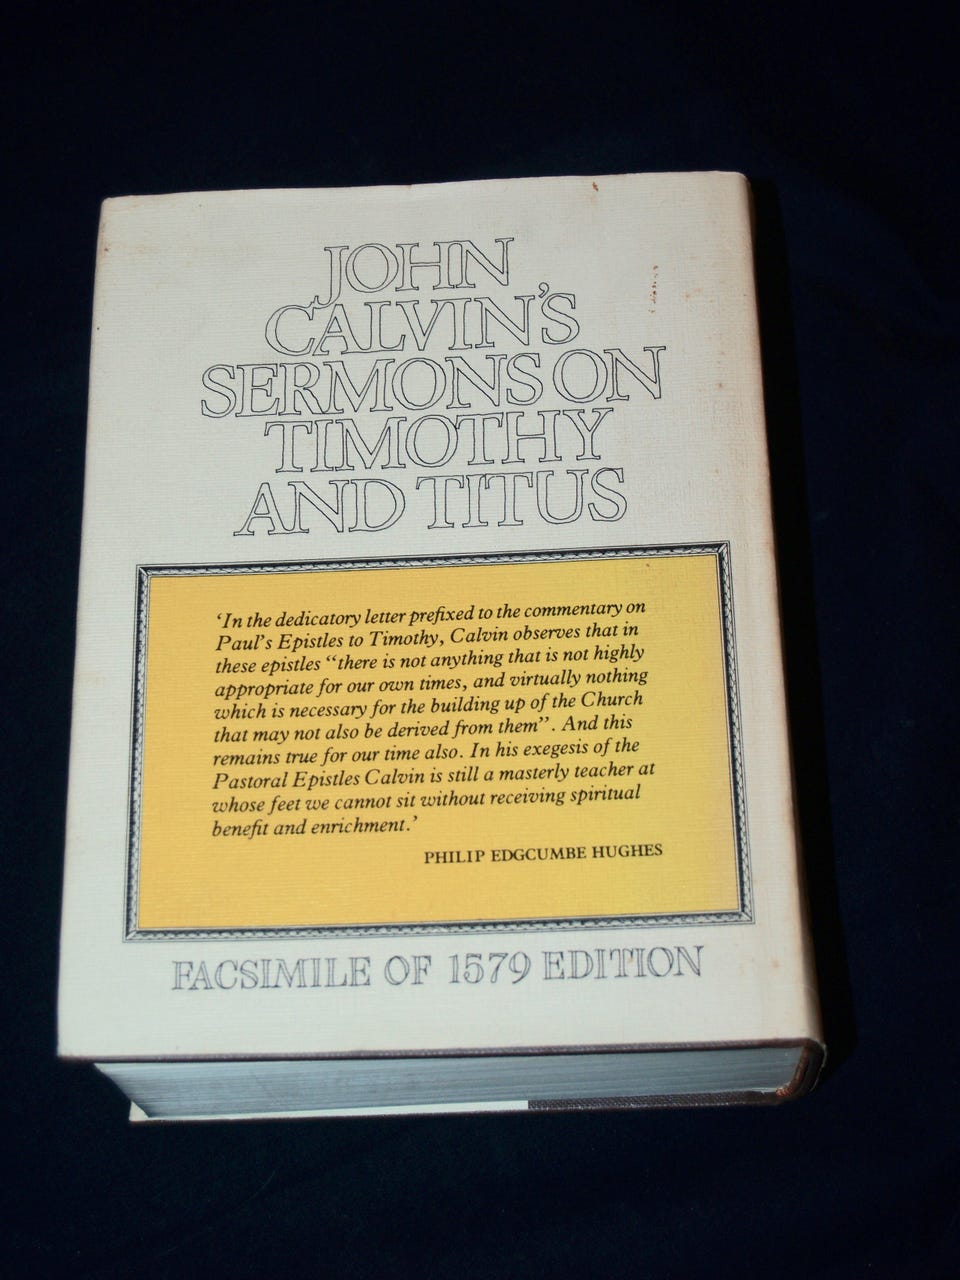 JOHN
CALVIN'S
SERMONS ON
TIMOTHY
AND TITUS
'In the dedicatory letter prefixed to the commentary on
Paul's Epistles to Timothy, Calvin observes that in
these epistles "there is not anything that is not highly
appropriate for our own times, and virtually nothing
which is necessary for the building up of the Church
that may not also be derived from them". And this
remains true for our time also. In his exegesis of the
Pastoral Epistles Calvin is still a masterly teacher at
whose feet we cannot sit without receiving spiritual
benefit and enrichment.'
PHILIP EDGCUMBE HUGHES
FACSIMILE OF 1579 EDITION